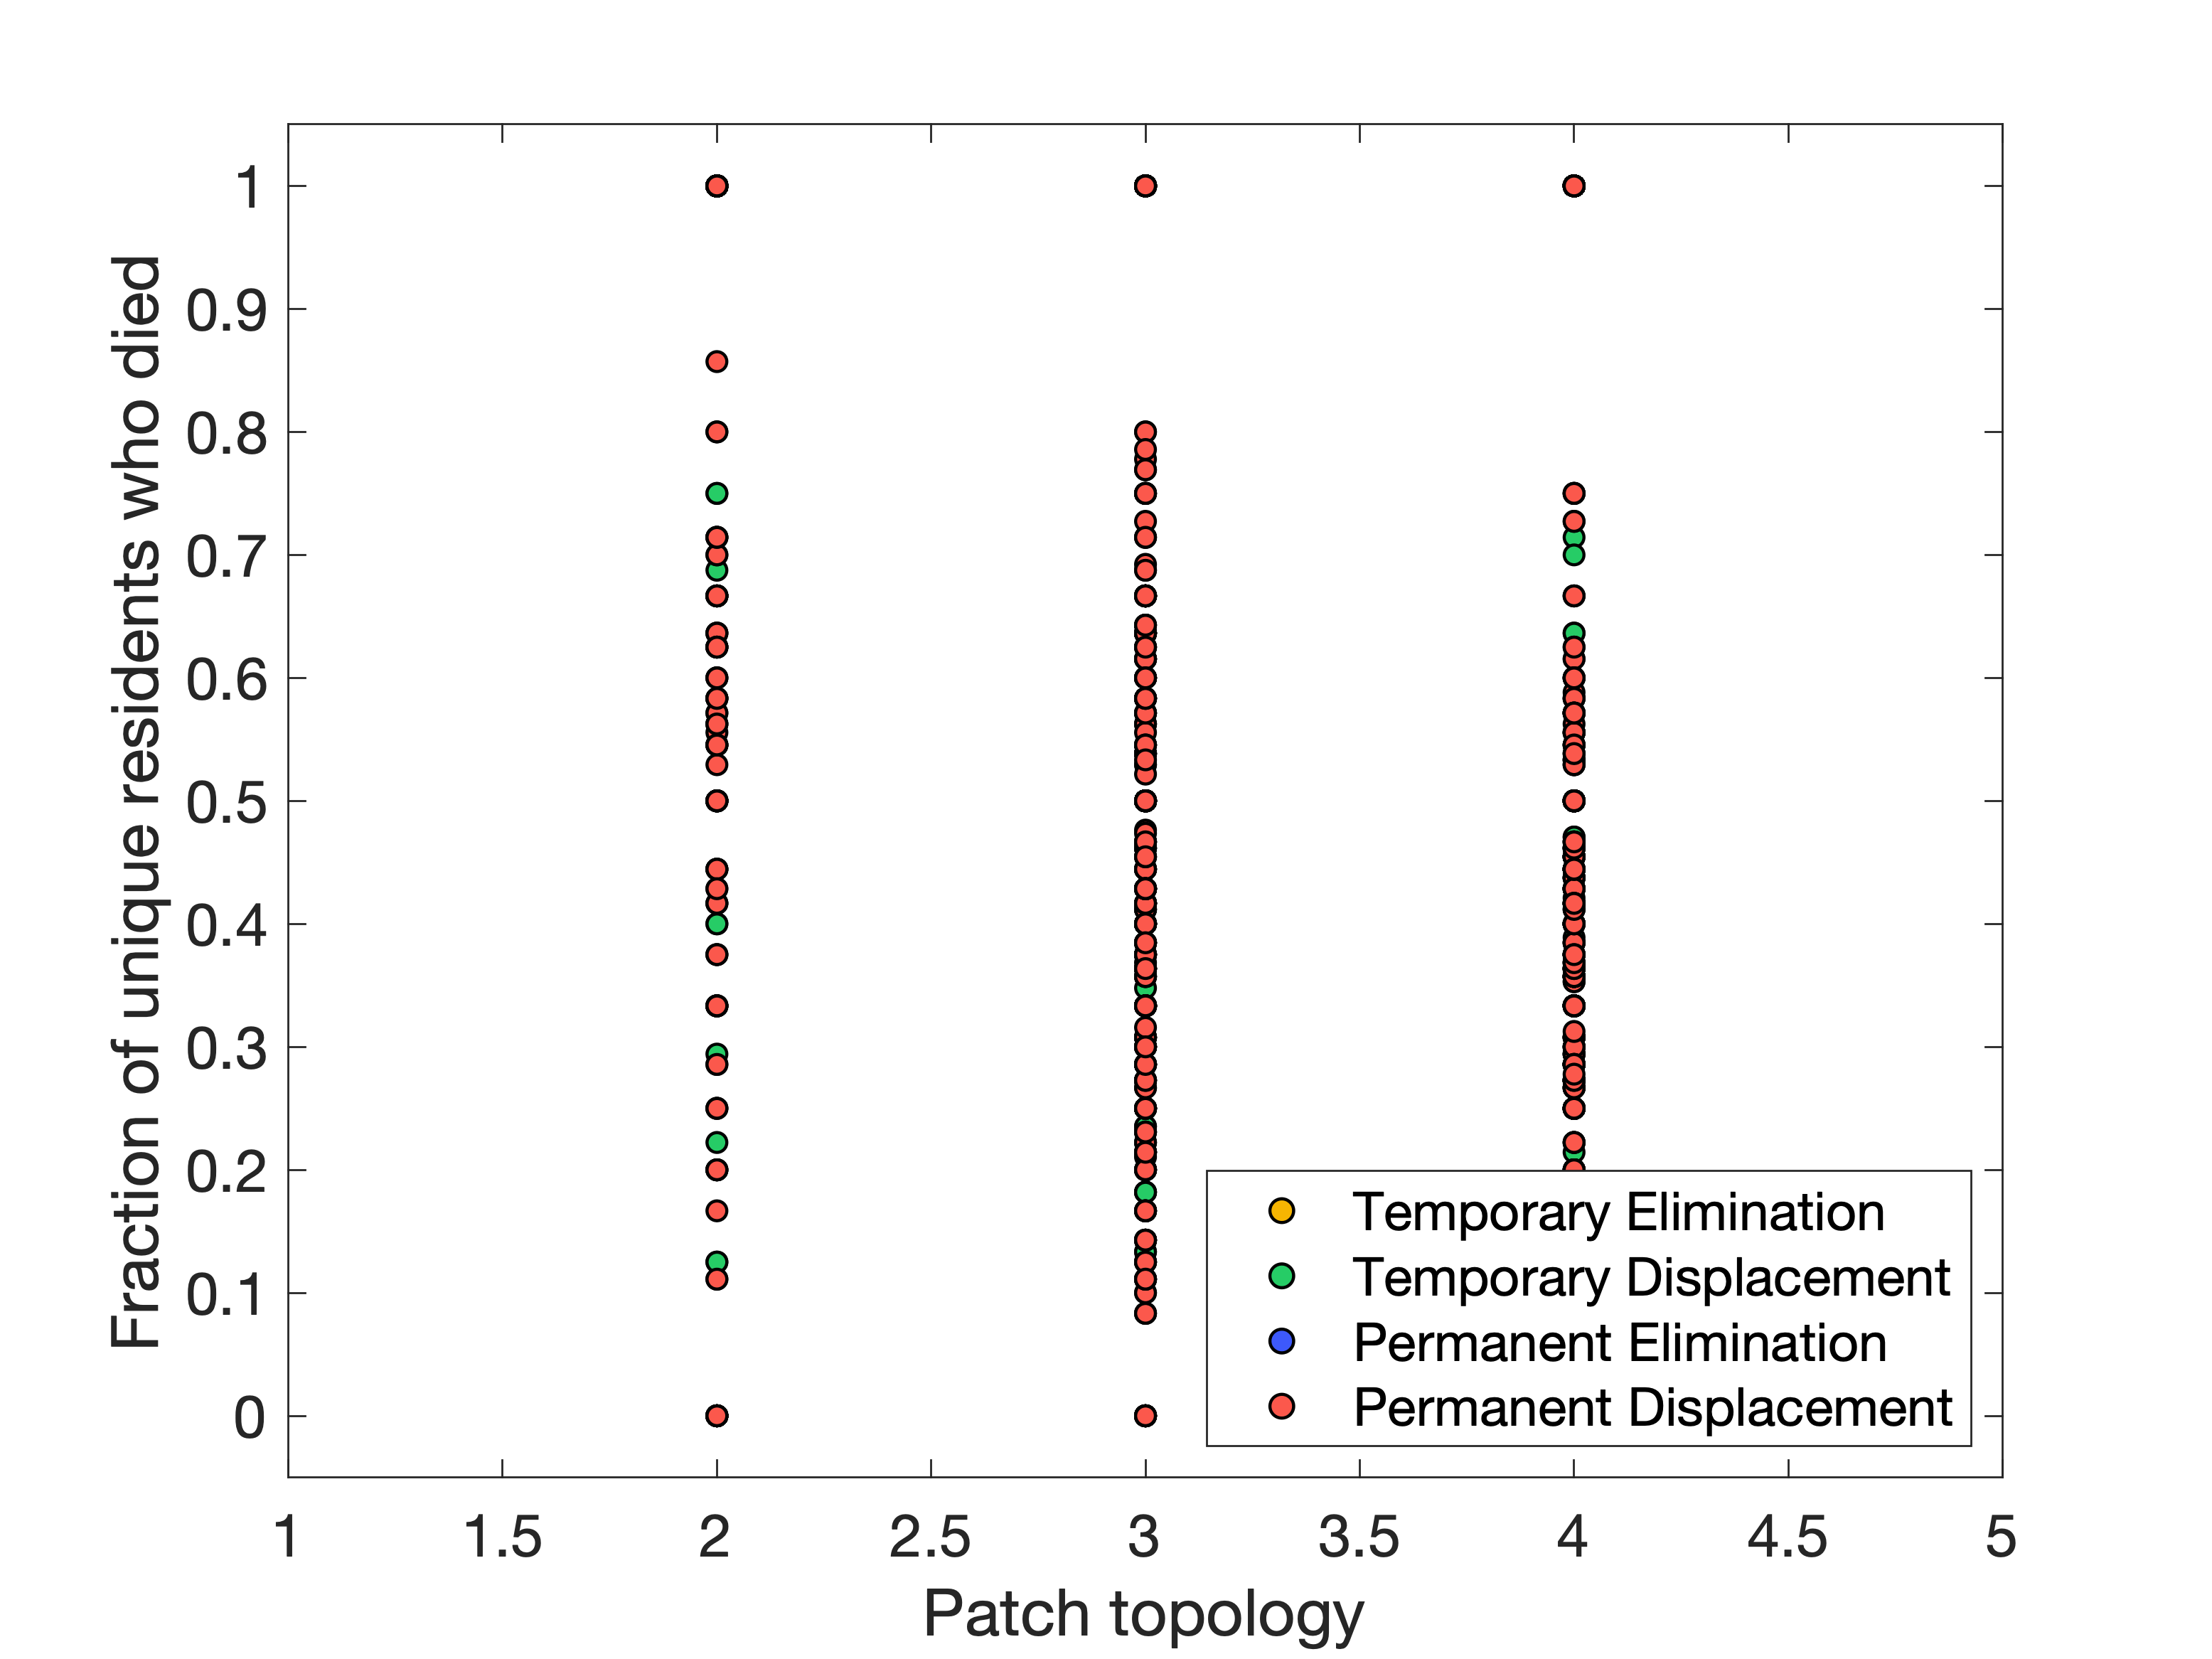 Fraction of unique residents who died
1
0.9
0.8
0.7
0.6
0.5
0.4
0.3
0.2
0.1
0
Temporary Elimination
Temporary Displacement
Permanent Elimination
Permanent Displacement
1 1.5 2 2.5 3 3.5 4 4.5 5
Patch topology